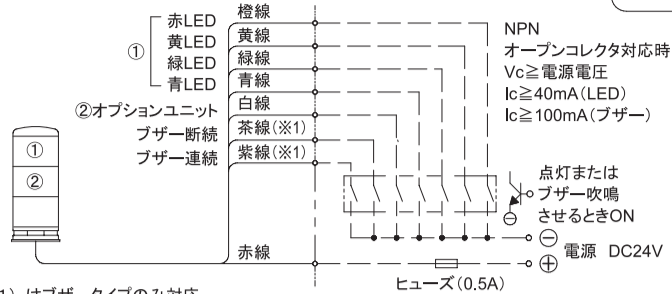 ①
赤LED 橙線
黄LED 黄線
緑LED 緑線
青LED 青線
②オプションユニット 白線
ブザー断続 茶線(※1)
ブザー連続 紫線(※1)
①
②
NPN
オープンコレクタ対応時
Vc≧電源電圧
Ic≧40mA(LED)
Ic≧100mA(ブザー)
点灯または
ブザー吹鳴
させるときON
⊖
⊖
電源 DC24V
⊕
赤線
ヒューズ(0.5A)
1) はブザータイプのみ対応